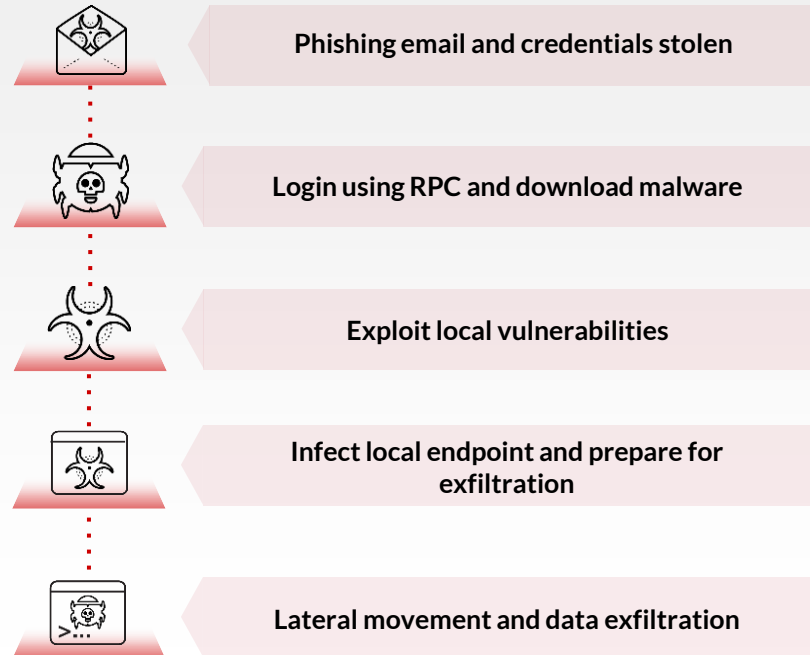 Phishing email and credentials stolen
Login using RPC and download malware
Exploit local vulnerabilities
Infect local endpoint and prepare for
exfiltration
>...
Lateral movement and data exfiltration